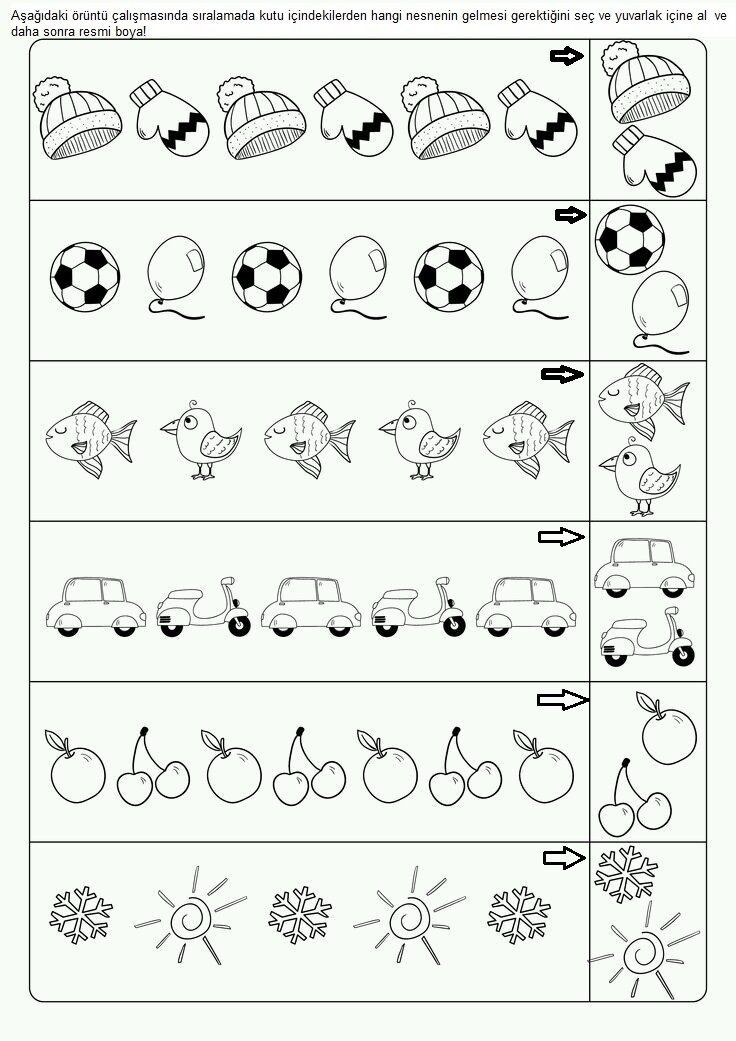 Aşağıdaki örüntü çalışmasında sıralamada kutu içindekilerden hangi nesnenin gelmesi gerektiğini seç ve yuvarlak içine al ve
daha sonra resmi boya!